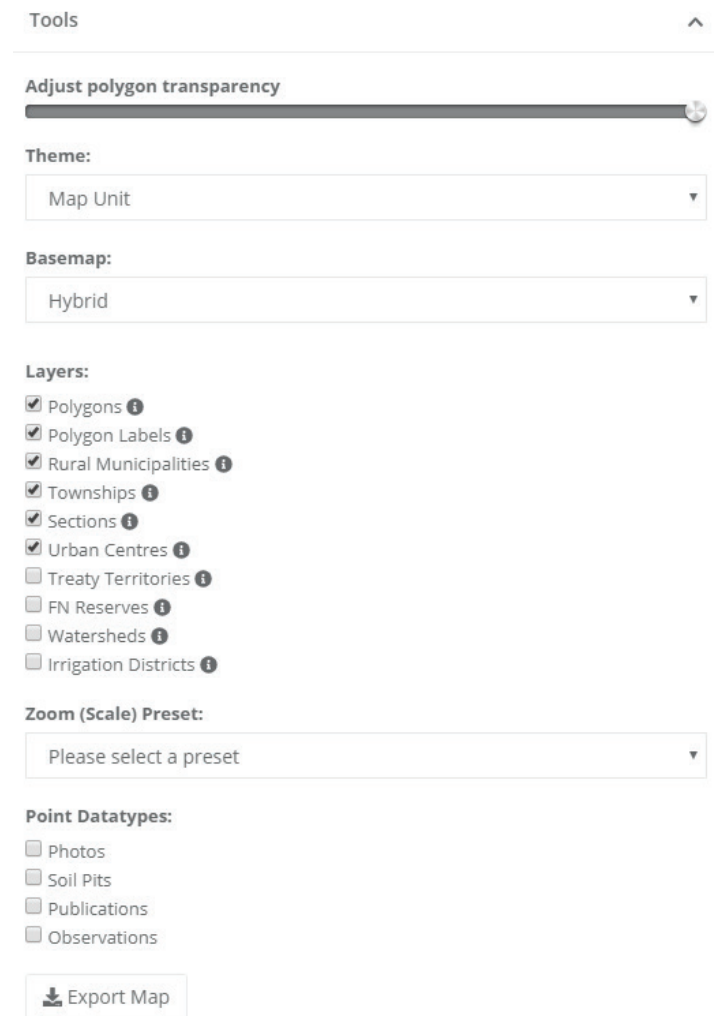 Tools
Adjust polygon transparency
Theme:
Map Unit
Basemap:
Hybrid
Layers:
Polygons
Polygon Labels
Rural Municipalities
Townships
Sections
Urban Centres
Treaty Territories
FN Reserves
Watersheds
Irrigation Districts
Zoom (Scale) Preset:
Please select a preset
Point Datatypes:
Photos
Soil Pits
Publications
Observations
Export Map